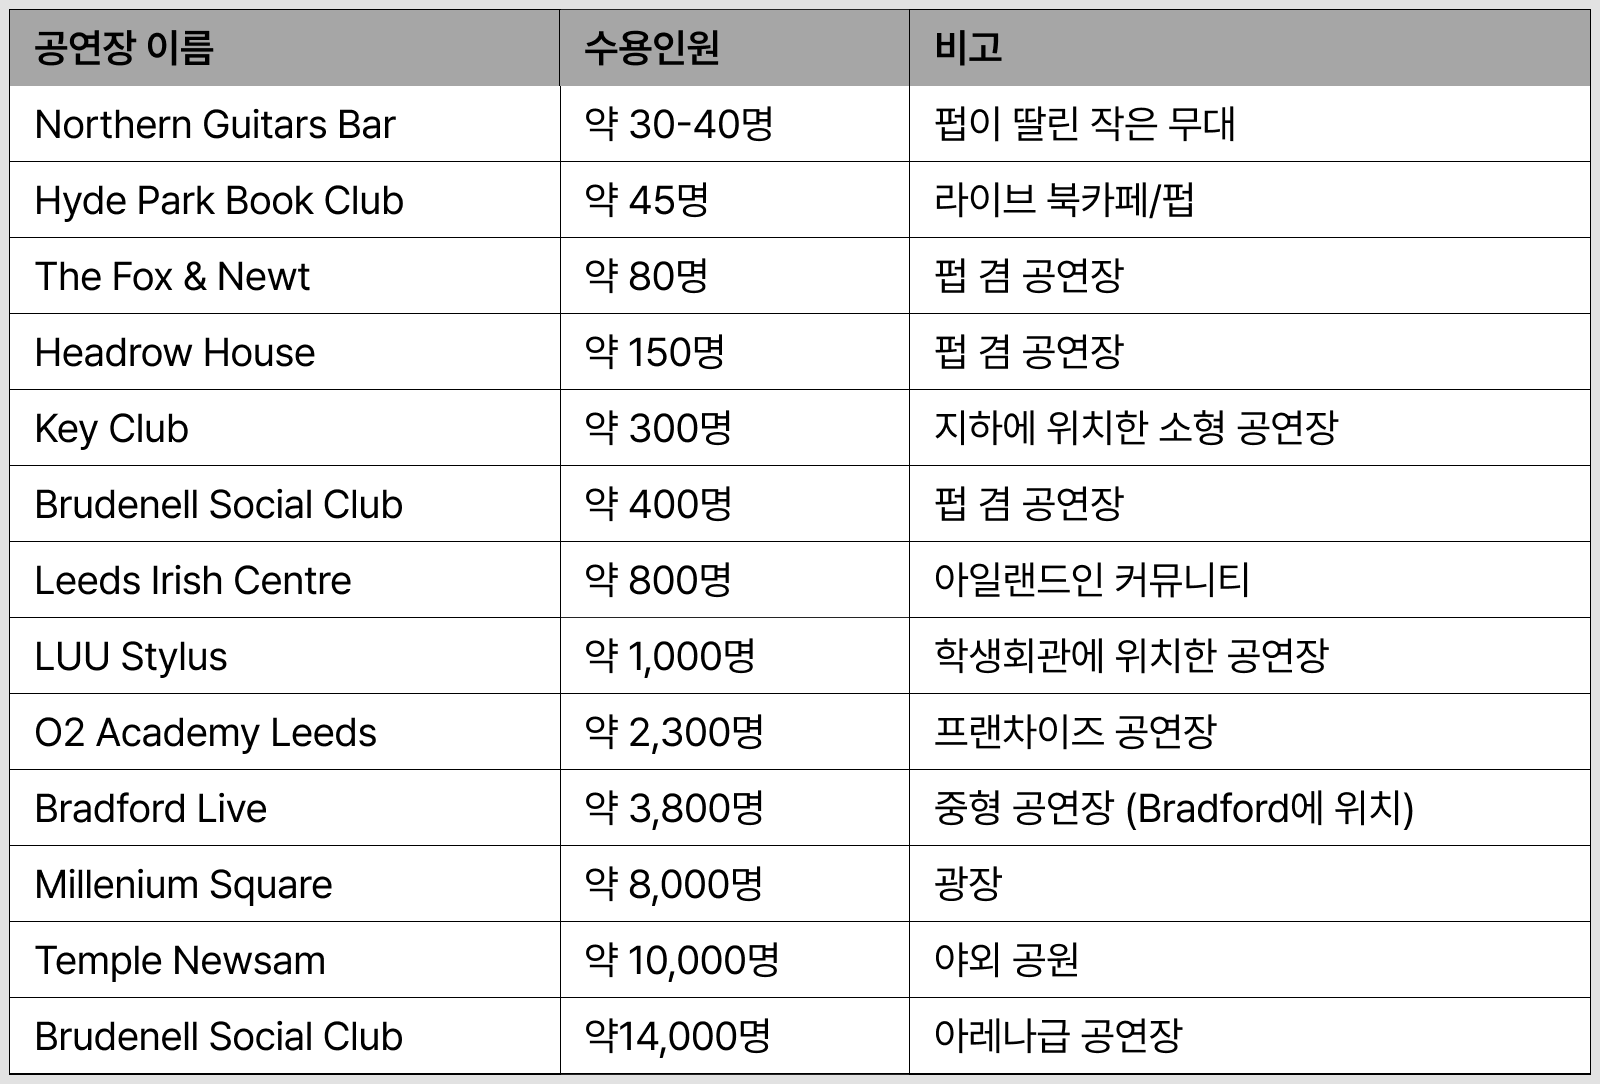 공연장 이름 수용인원 비고
Northern Guitars Bar 약 30-40명 펍이 딸린 작은 무대
Hyde Park Book Club 약 45명 라이브 북카페/펍
The Fox & Newt 약 80명 펍 겸 공연장
Headrow House 약 150명 펍 겸 공연장
Key Club 약 300명 지하에 위치한 소형 공연장
Brudenell Social Club 약 400명 펍 겸 공연장
Leeds Irish Centre 약 800명 아일랜드인 커뮤니티
LUU Stylus 약 1,000명 학생회관에 위치한 공연장
O2 Academy Leeds 약 2,300명 프랜차이즈 공연장
Bradford Live 약 3,800명 중형 공연장 (Bradford에 위치)
Millenium Square 약 8,000명 광장
Temple Newsam 약 10,000명 야외 공원
Brudenell Social Club 약14,000명 아레나급 공연장